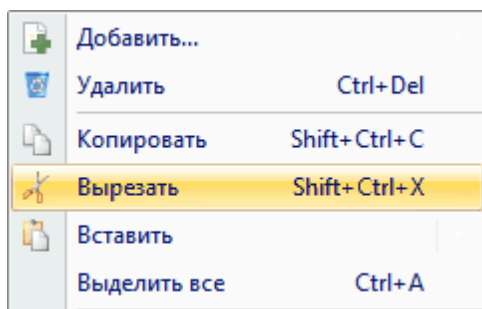 Добавить...
Удалить Ctrl+Del
Копировать Shift+Ctrl+C
Вырезать Shift+Ctrl+X
Вставить
Выделить все Ctrl+A